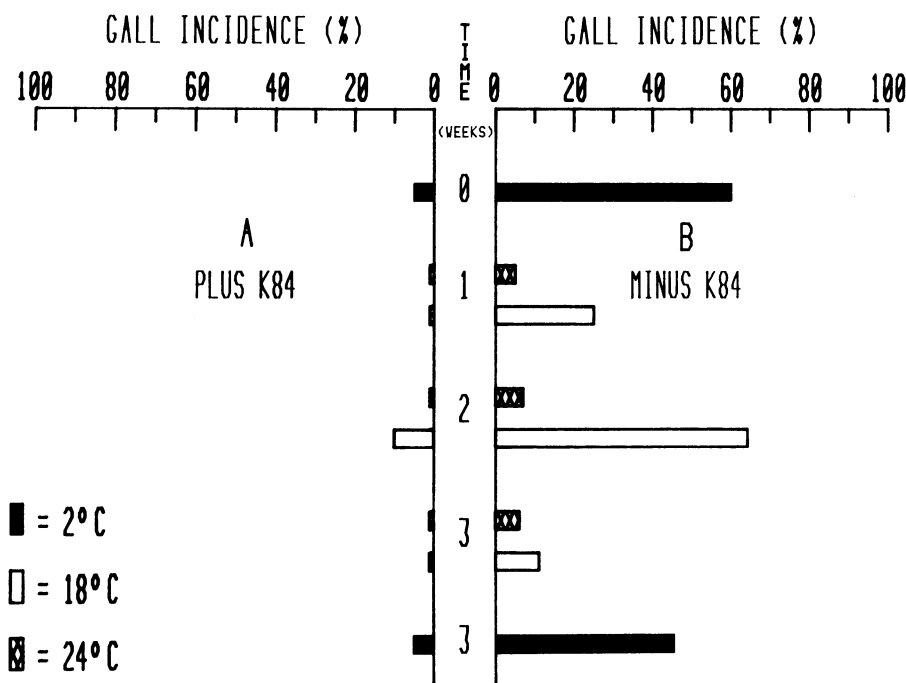 GALL INCIDENCE (%)
TIME
GALL INCIDENCE (%)
100 80 60 40 20 0
0 20 40 60 80 100
(WEEKS)
0
A
B
PLUS K84
1
MINUS K84
2
3
= 2°C
= 18°C
3
= 24°C